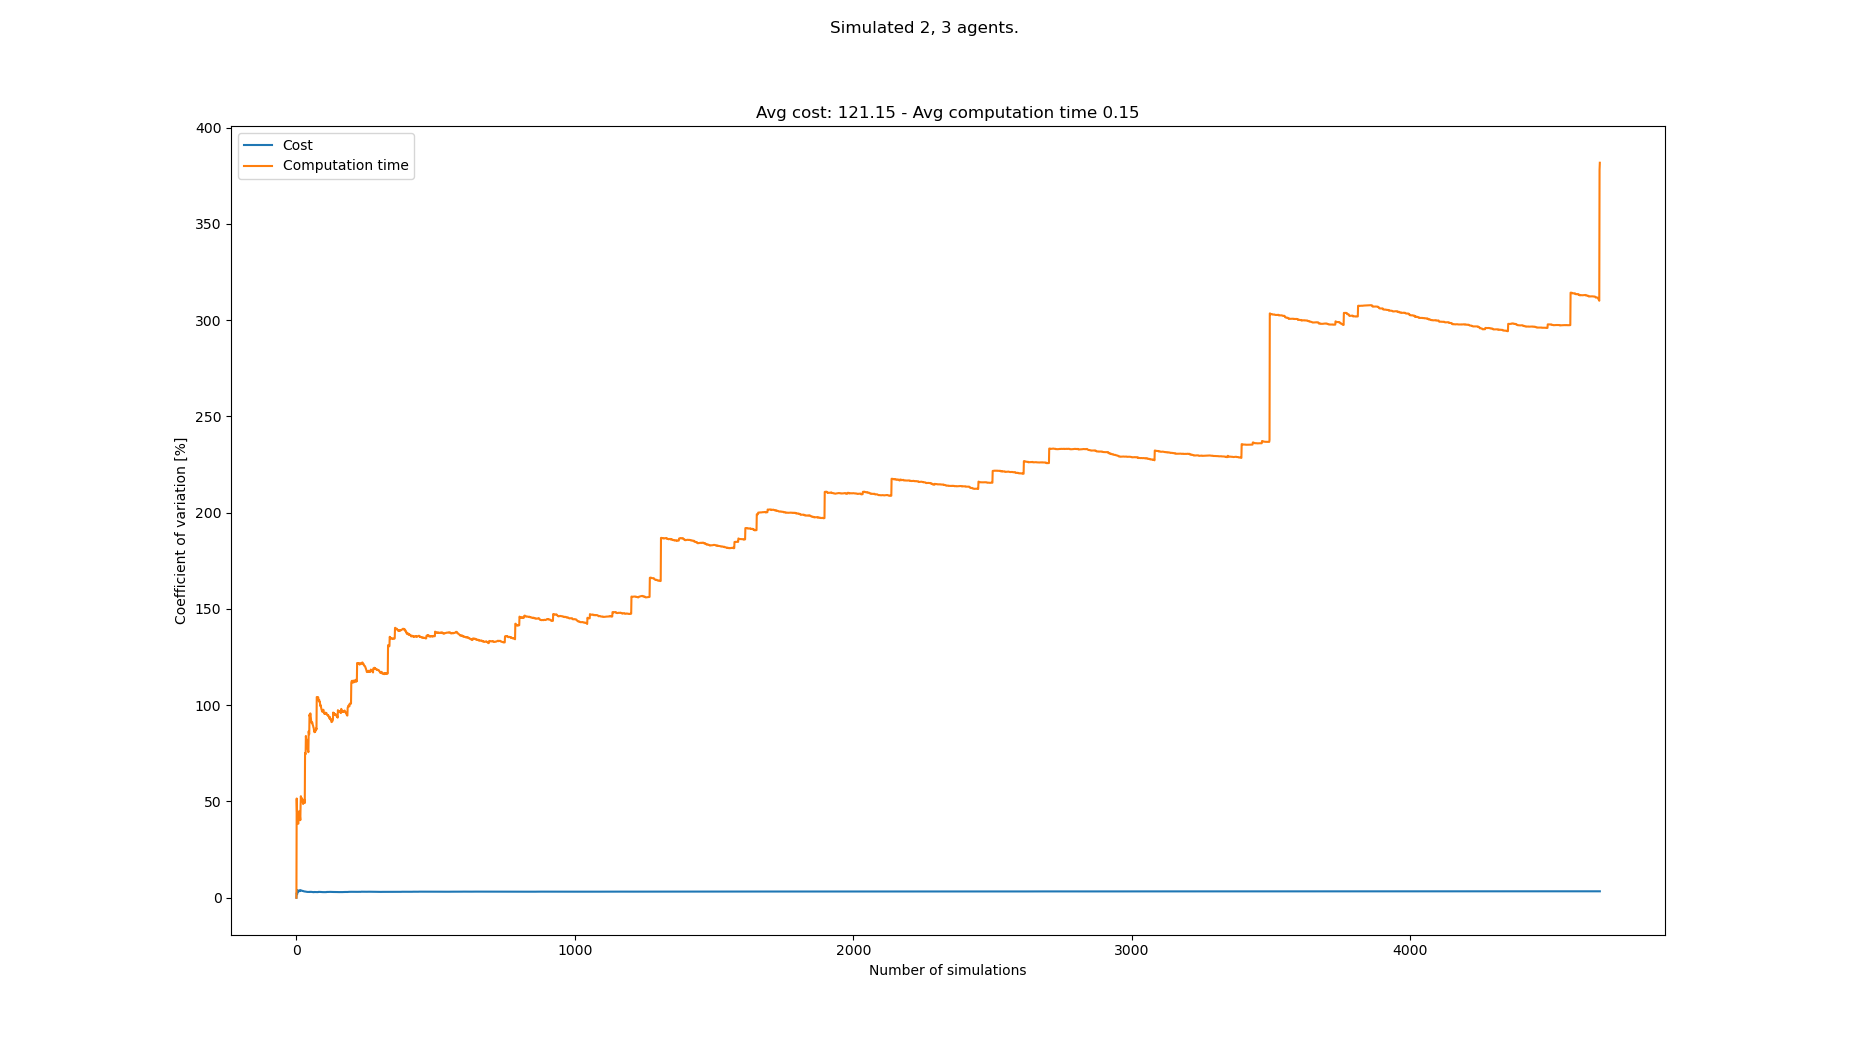 Simulated 2, 3 agents.
Avg cost: 121.15 - Avg computation time 0.15
Cost
Computation time
400
350
300
250
200
150
100
50
0
Coefficient of variation [%]
0 1000 2000 3000 4000
Number of simulations